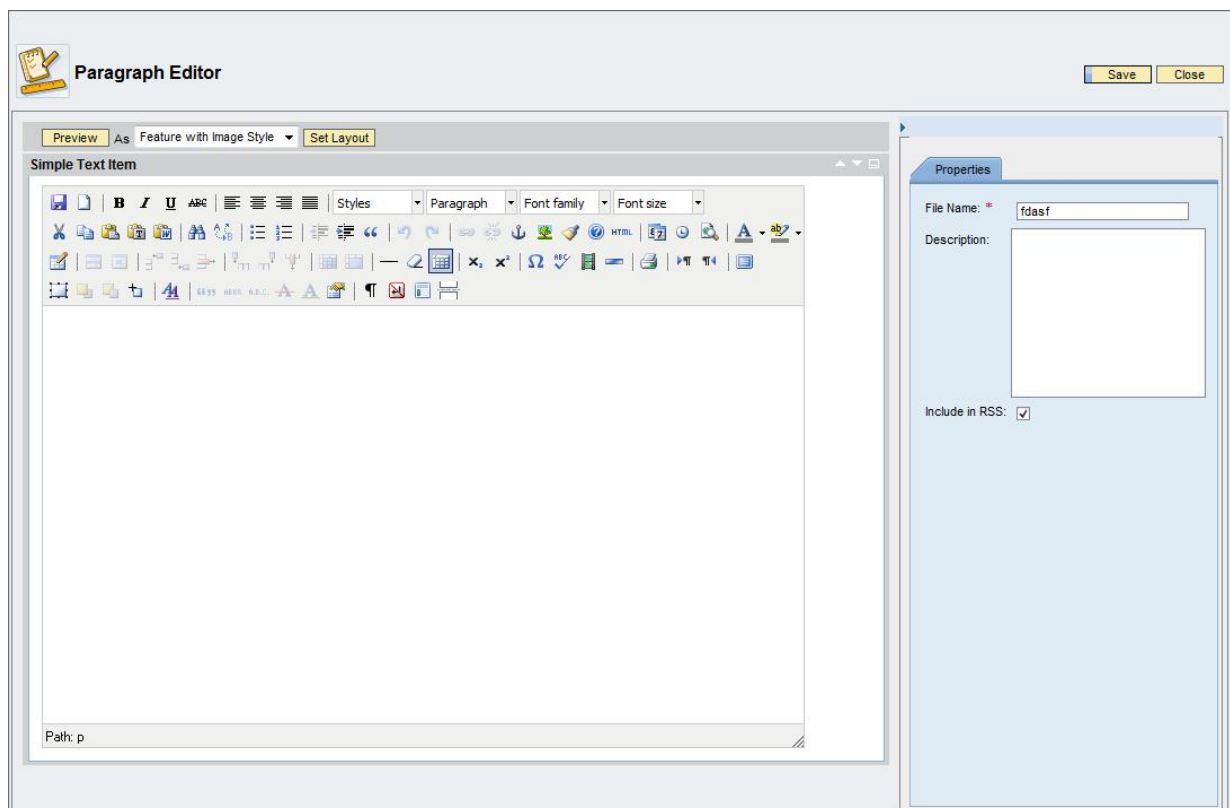 Paragraph Editor
Save Close
Preview As Feature with Image Style Set Layout
Simple Text Item
Properties
B I U ABC Styles Paragraph Font family Font size
HTML
File Name: * fdasf
Description:
Include in RSS:
Path: p